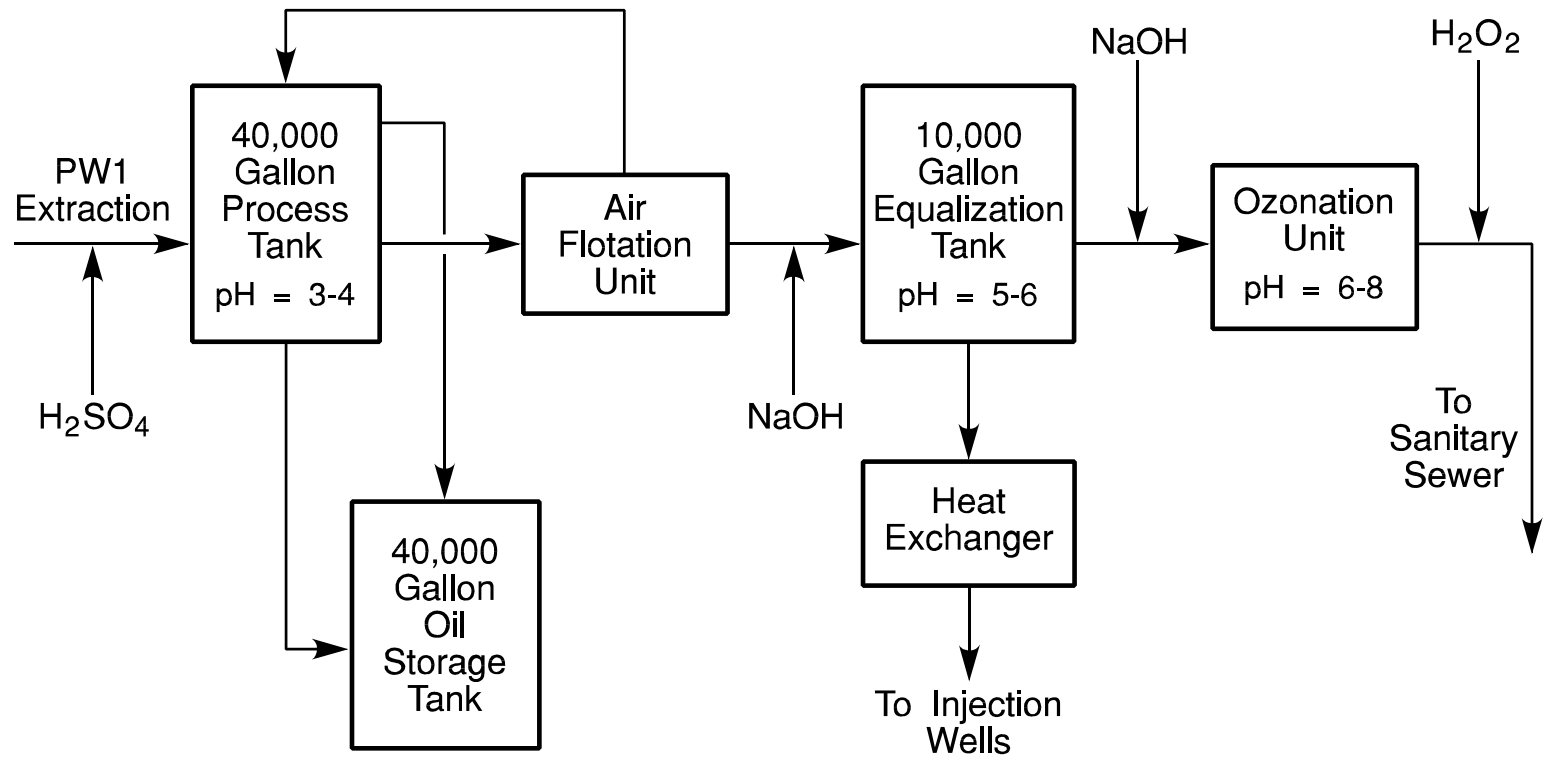 PW1
Extraction
H₂SO₄
40,000
Gallon
Process
Tank
pH = 3-4
40,000
Gallon
Oil
Storage
Tank
Air
Flotation
Unit
NaOH
10,000
Gallon
Equalization
Tank
pH = 5-6
Heat
Exchanger
To Injection
Wells
NaOH
Ozonation
Unit
pH = 6-8
H₂O₂
To
Sanitary
Sewer